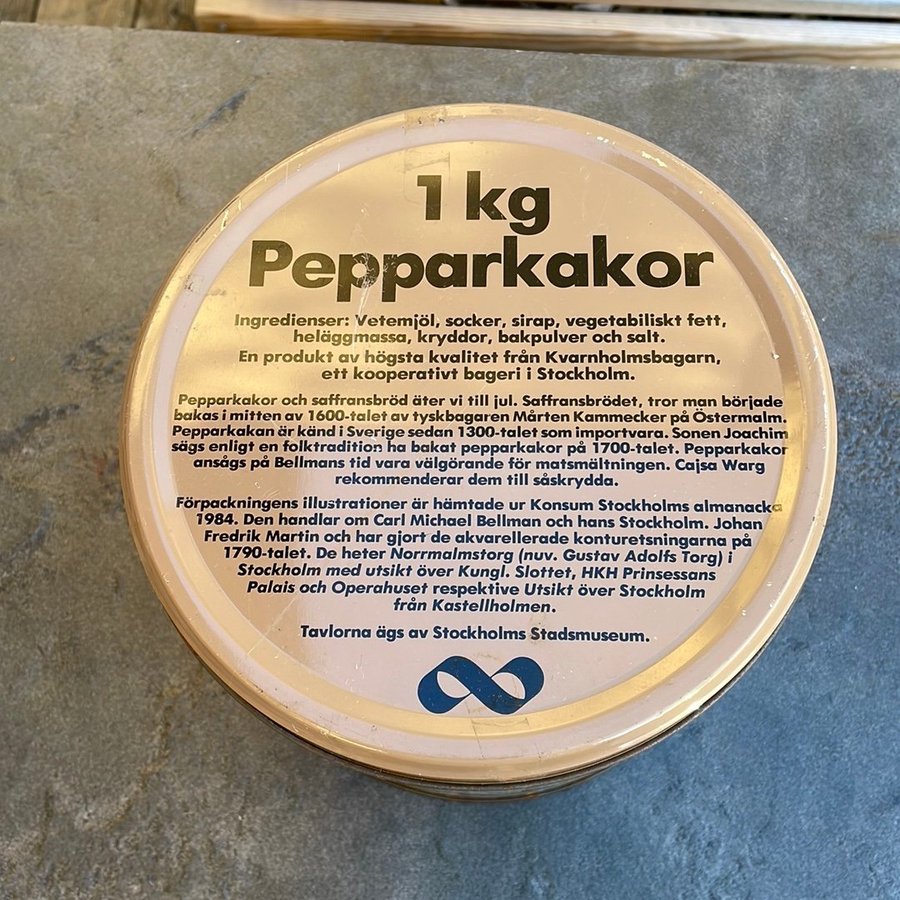 1 kg
Pepparkakor
Ingredienser: Vetemjöl, socker, sirap, vegetabiliskt fett,
heläggmassa, kryddor, bakpulver och salt.
En produkt av högsta kvalitet från Kvarnholmsbagarn,
ett kooperativt bageri i Stockholm.
Pepparkakor och saffransbröd äter vi till jul. Saffransbrödet, tror man började
bakas i mitten av 1600-talet av tyskbagaren Mårten Kammecker på Östermalm.
Pepparkakan är känd i Sverige sedan 1300-talet som importvara. Sonen Joachim
sägs enligt en folktradition ha bakat pepparkakor på 1700-talet. Pepparkakor
ansågs på Bellmans tid vara välgörande för matsmältningen. Cajsa Warg
rekommenderar dem till såskrydda.
Förpackningens illustrationer är hämtade ur Konsum Stockholms almanacka
1984. Den handlar om Carl Michael Bellman och hans Stockholm. Johan
Fredrik Martin och har gjort de akvarellerade konturetsningarna på
1790-talet. De heter Norrmalmstorg (nuv. Gustav Adolfs Torg) i
Stockholm med utsikt över Kungl. Slottet, HKH Prinsessans
Palais och Operahuset respektive Utsikt över Stockholm
från Kastellholmen.
Tavlorna ägs av Stockholms Stadsmuseum.